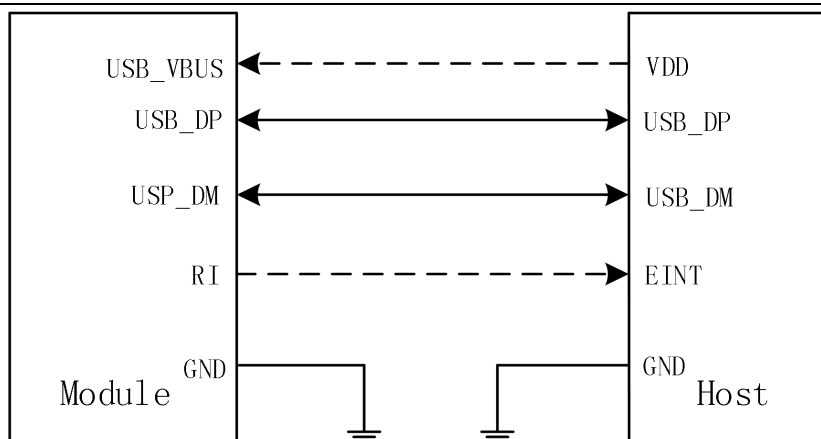 USB_VBUS VDD
USB_DP USB_DP
USP_DM USB_DM
RI EINT
GND GND
Module Host